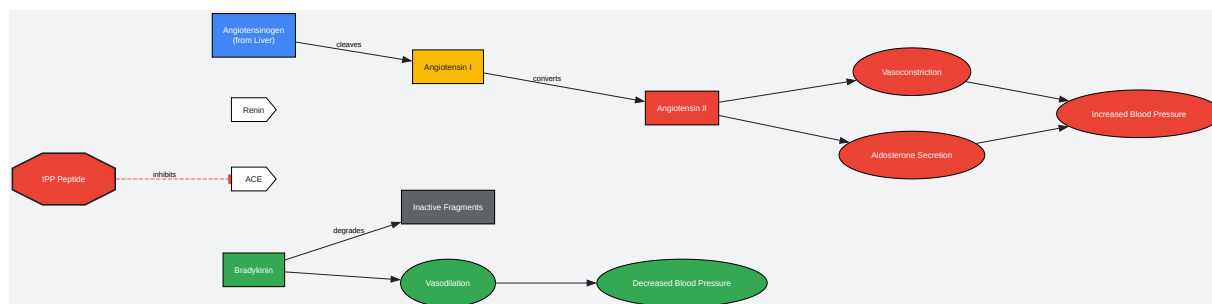 Angiotensinogen
(from Liver)
cleaves
Angiotensin I
converts
Angiotensin II
Vasoconstriction
Aldosterone Secretion
Increased Blood Pressure
Renin
IPP Peptide
inhibits
ACE
Inactive Fragments
degrades
Bradykinin
Vasodilation
Decreased Blood Pressure